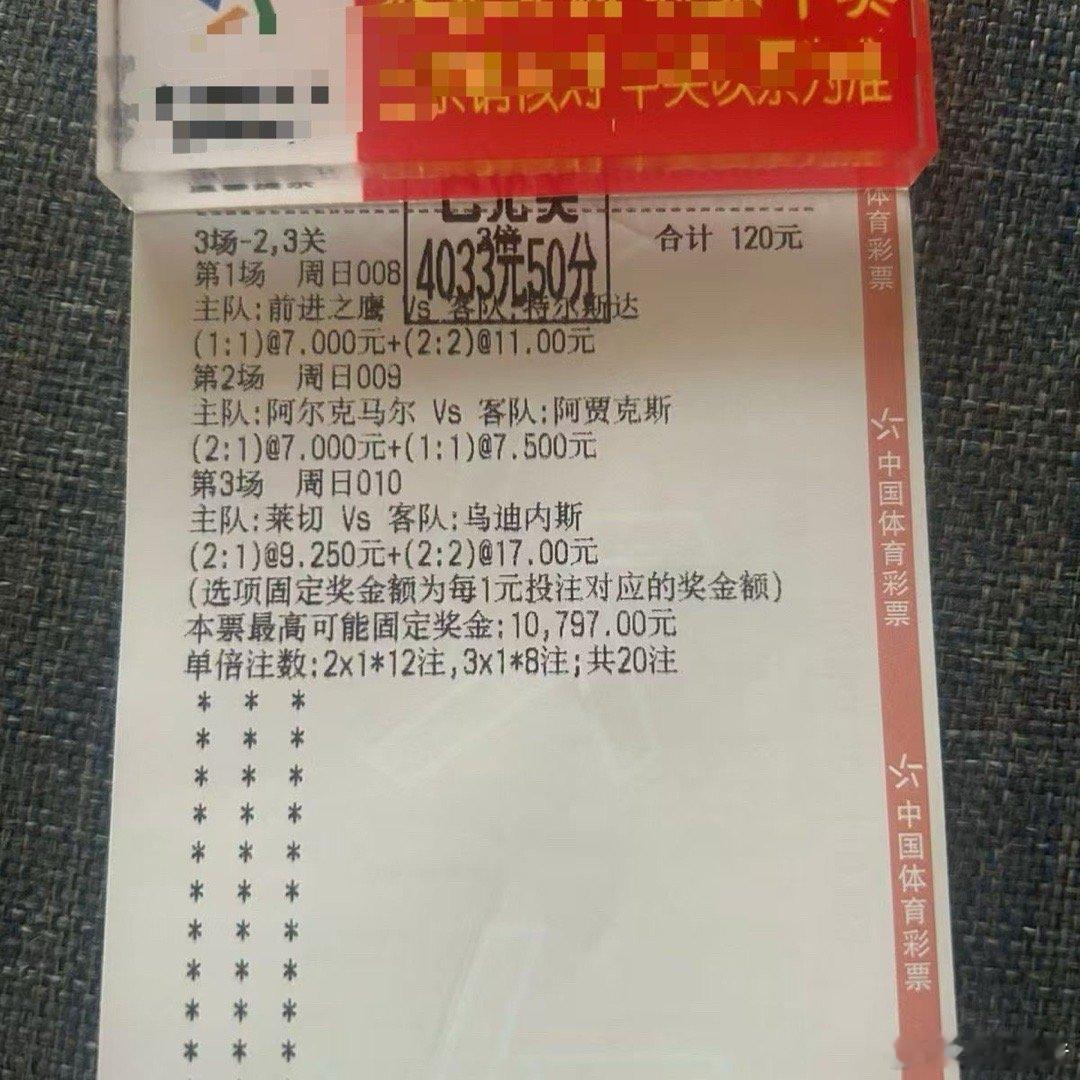 中奖以票为准
3场-2,3关 3倍 合计 120元
已兑奖
4033元50分
第1场 周日008
主队:前进之鹰 Vs 客队:特尔斯达
(1:1)@7.000元+(2:2)@11.00元
第2场 周日009
主队:阿尔克马尔 Vs 客队:阿贾克斯
(2:1)@7.000元+(1:1)@7.500元
第3场 周日010
主队:莱切 Vs 客队:乌迪内斯
(2:1)@9.250元+(2:2)@17.00元
(选项固定奖金额为每1元投注对应的奖金额)
本票最高可能固定奖金:10,797.00元
单倍注数:2x1*12注,3x1*8注;共20注
* * *
* * *
* * *
* * *
* * *
* * *
* * *
* * *
* * *
* * *
体育彩票
中国体育彩票
中国体育彩票